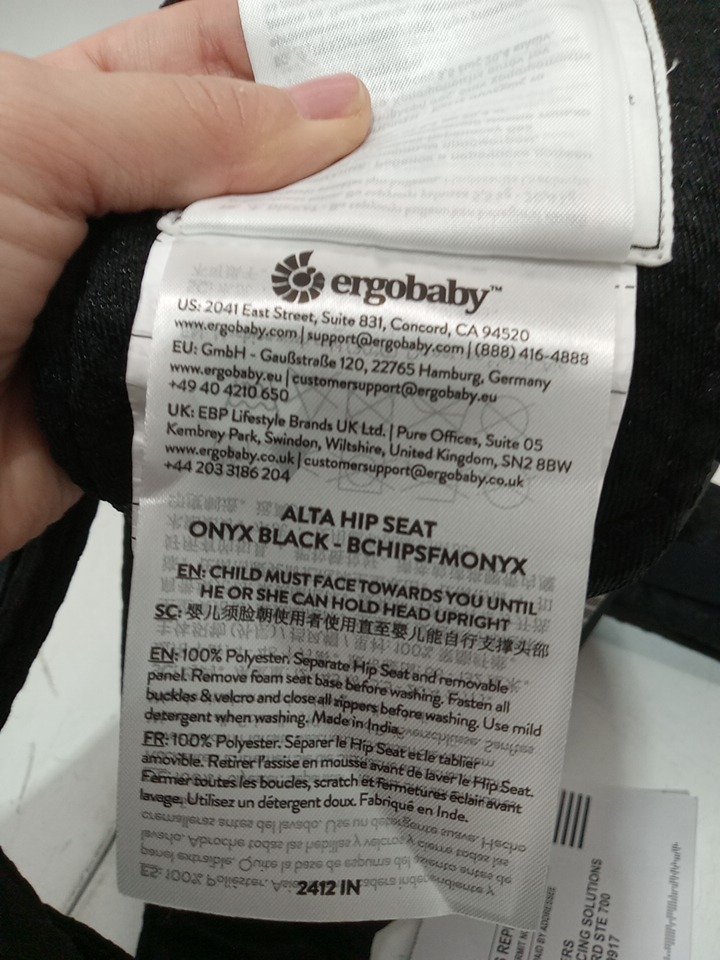 ergobaby™
US: 2041 East Street, Suite 831, Concord, CA 94520
www.ergobaby.com | support@ergobaby.com | (888) 416-4888
EU: GmbH - Gaußstraße 120, 22765 Hamburg, Germany
www.ergobaby.eu | customersupport@ergobaby.eu
+49 40 4210 650
UK: EBP Lifestyle Brands UK Ltd. | Pure Offices, Suite 05
Kembrey Park, Swindon, Wiltshire, United Kingdom, SN2 8BW
www.ergobaby.co.uk | customersupport@ergobaby.co.uk
+44 203 3186 204
ALTA HIP SEAT
ONYX BLACK - BCHIPSFMONYX
EN: CHILD MUST FACE TOWARDS YOU UNTIL
HE OR SHE CAN HOLD HEAD UPRIGHT
SC: 婴儿须脸朝使用者使用直至婴儿能自行支撑头部
EN: 100% Polyester. Separate Hip Seat and removable
panel. Remove foam seat base before washing. Fasten all
buckles & velcro and close all zippers before washing. Use mild
detergent when washing. Made in India.
FR: 100% Polyester. Séparer le Hip Seat et le tablier
amovible. Retirer l'assise en mousse avant de laver le Hip Seat.
Fermer toutes les boucles, scratch et fermetures éclair avant
lavage. Utilisez un détergent doux. Fabriqué en Inde.
2412 IN
PAID BY ADDRESSEE
CING SOLUTIONS
RD STE 700
0917